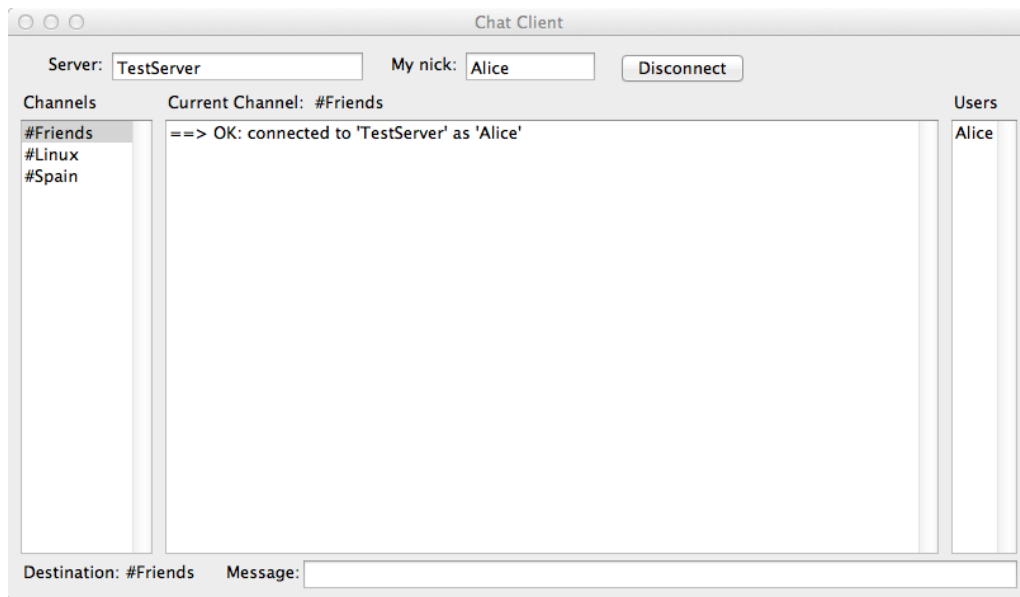 Chat Client
Server: TestServer My nick: Alice Disconnect
Channels Current Channel: #Friends Users
#Friends ==> OK: connected to 'TestServer' as 'Alice' Alice
#Linux
#Spain
Destination: #Friends Message: